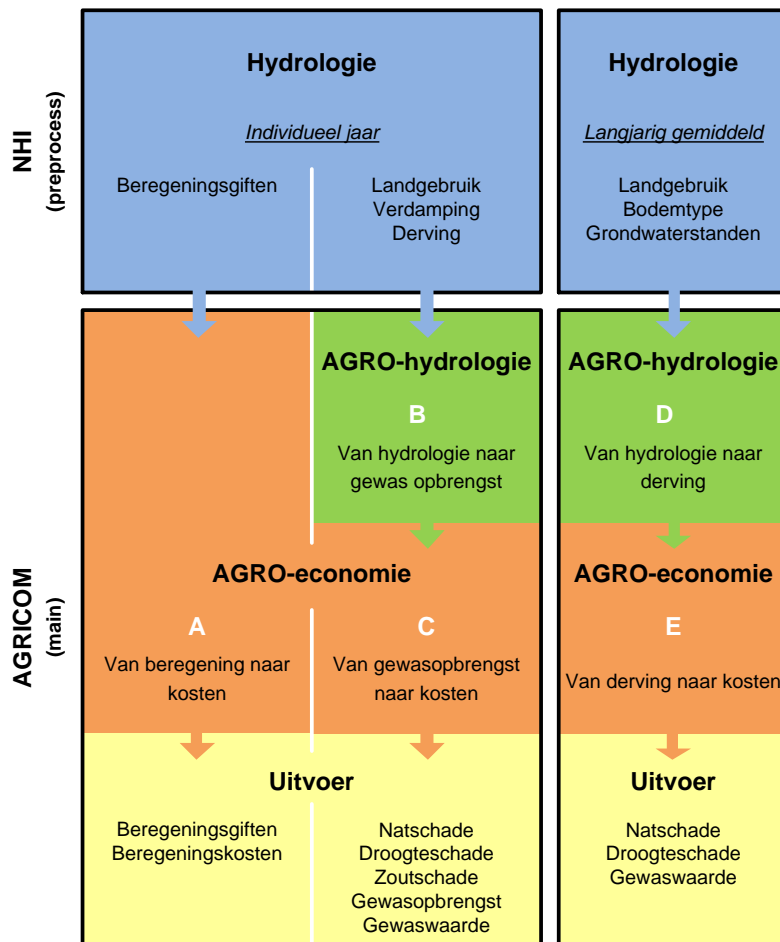 NHI
(preprocess)
Hydrologie
Individueel jaar
Beregeningsgiften
Landgebruik
Verdamping
Derving
Hydrologie
Langjarig gemiddeld
Landgebruik
Bodemtype
Grondwaterstanden
AGRICOM
(main)
AGRO-hydrologie
B
Van hydrologie naar
gewas opbrengst
AGRO-economie
A
Van beregening naar
kosten
C
Van gewasopbrengst
naar kosten
Uitvoer
Beregeningsgiften
Beregeningskosten
Natschade
Droogteschade
Zoutschade
Gewasopbrengst
Gewaswaarde
AGRO-hydrologie
D
Van hydrologie naar
derving
AGRO-economie
E
Van derving naar kosten
Uitvoer
Natschade
Droogteschade
Gewaswaarde